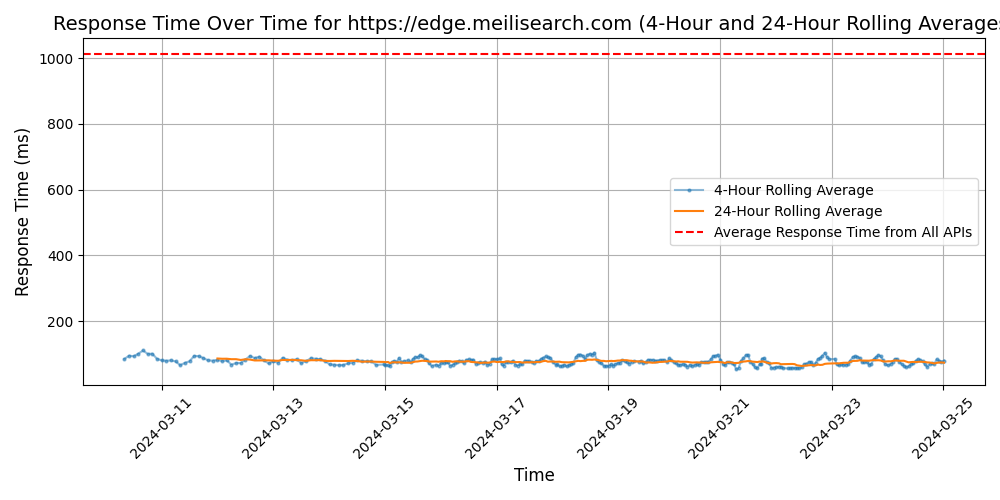 Response Time Over Time for https://edge.meilisearch.com (4-Hour and 24-Hour Rolling Averages
1000
800
600
400
200
Response Time (ms)
4-Hour Rolling Average
24-Hour Rolling Average
Average Response Time from All APIs
2024-03-11
2024-03-13
2024-03-15
2024-03-17
2024-03-19
2024-03-21
2024-03-23
2024-03-25
Time